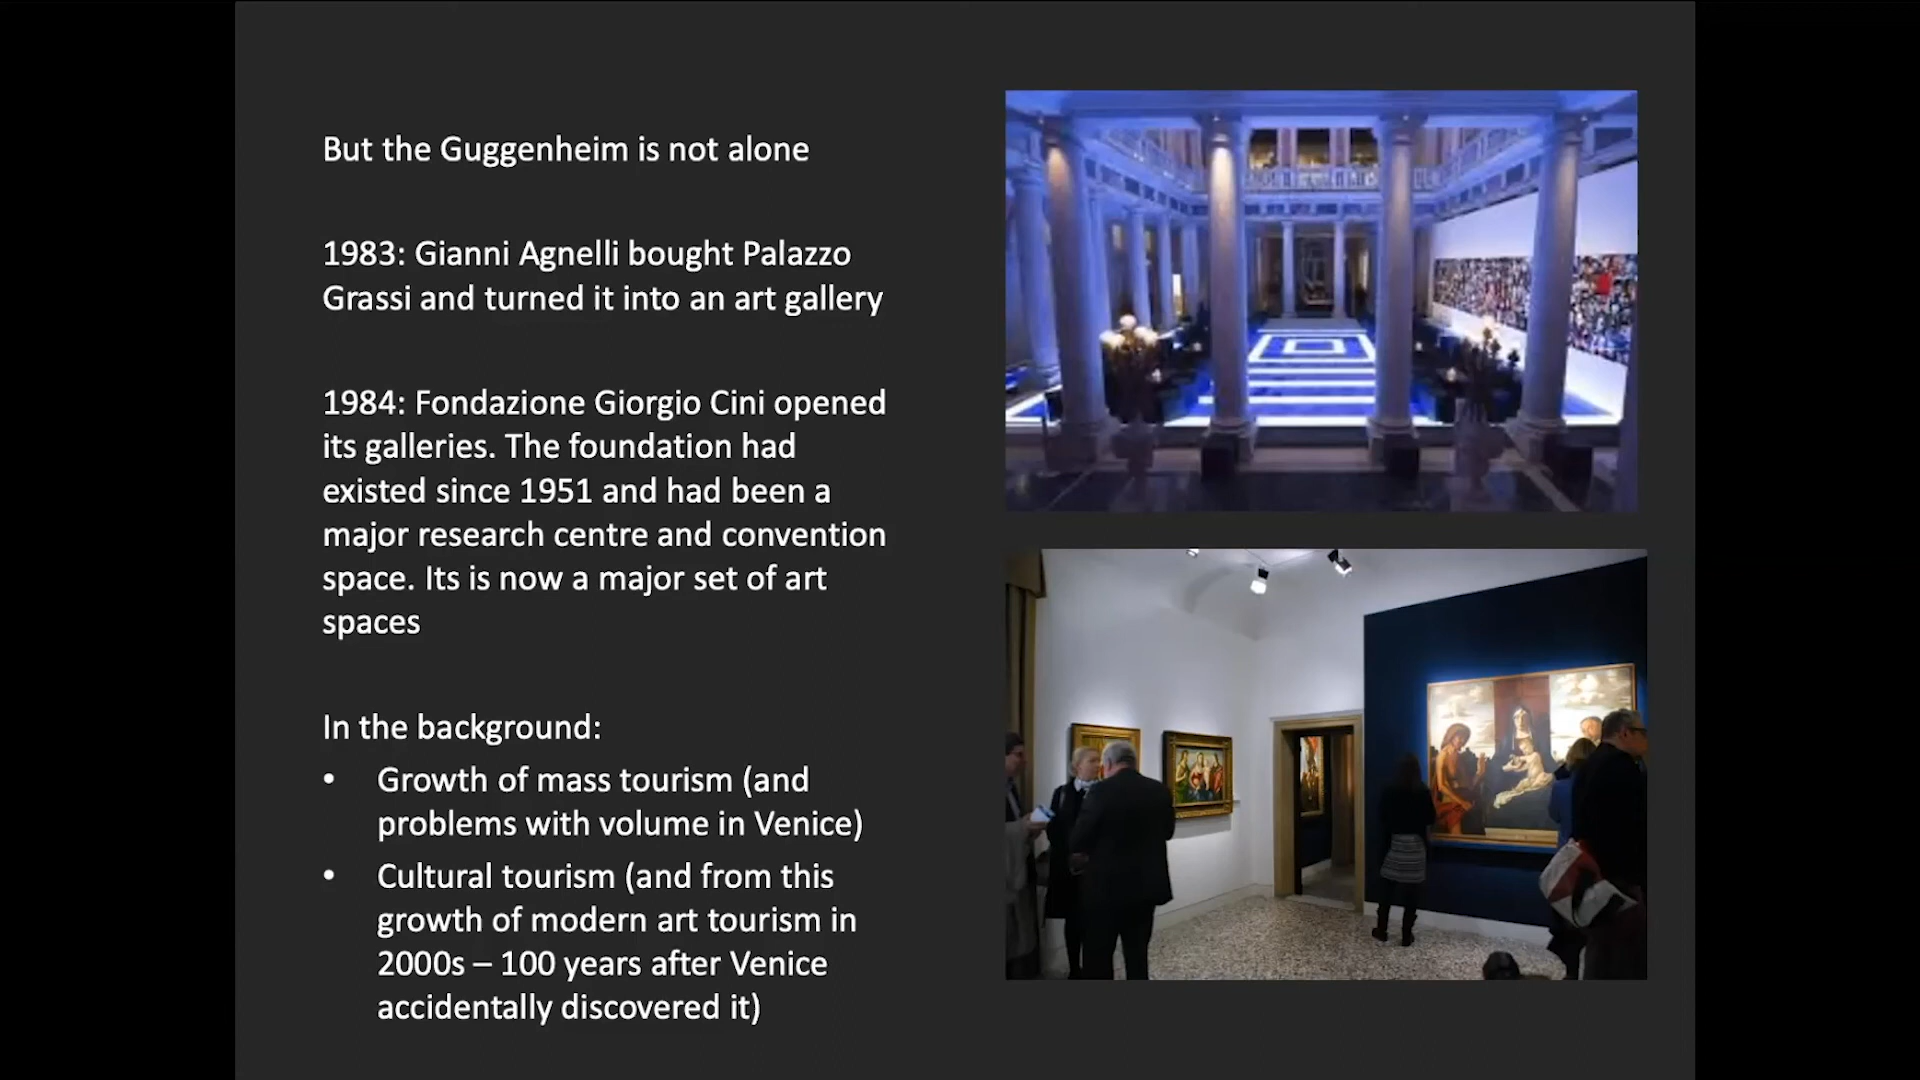 But the Guggenheim is not alone
1983: Gianni Agnelli bought Palazzo
Grassi and turned it into an art gallery
1984: Fondazione Giorgio Cini opened
its galleries. The foundation had
existed since 1951 and had been a
major research centre and convention
space. Its is now a major set of art
spaces
In the background:
• Growth of mass tourism (and
problems with volume in Venice)
• Cultural tourism (and from this
growth of modern art tourism in
2000s – 100 years after Venice
accidentally discovered it)